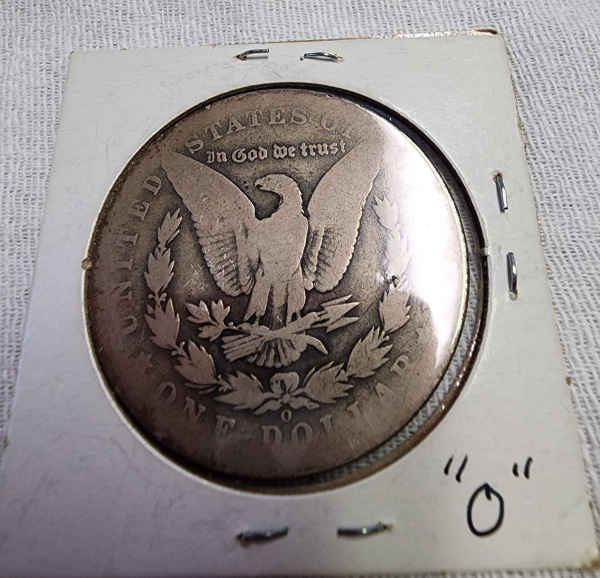 UNITED STATES OF
In God we trust
O
ONE DOLLAR
"O"